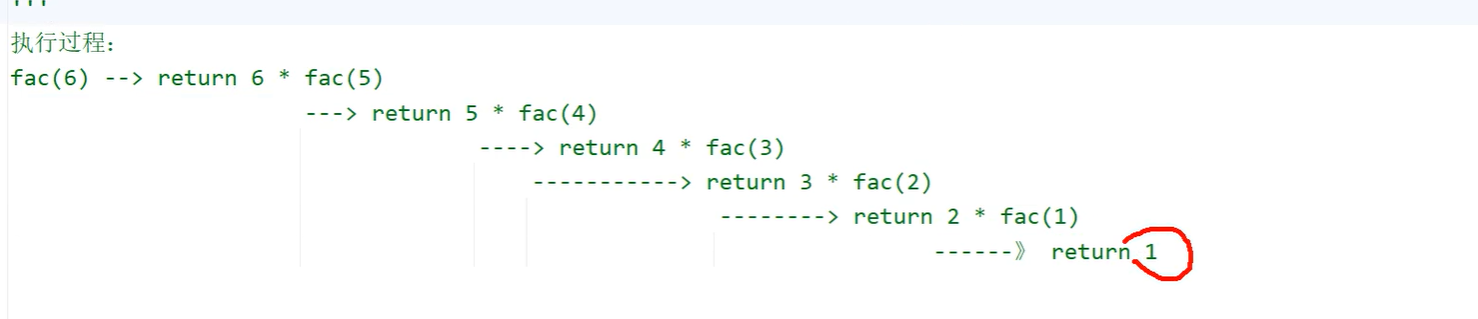 '''
执行过程：
fac(6) --> return 6 * fac(5)
---> return 5 * fac(4)
----> return 4 * fac(3)
-----------> return 3 * fac(2)
--------> return 2 * fac(1)
------》 return 1